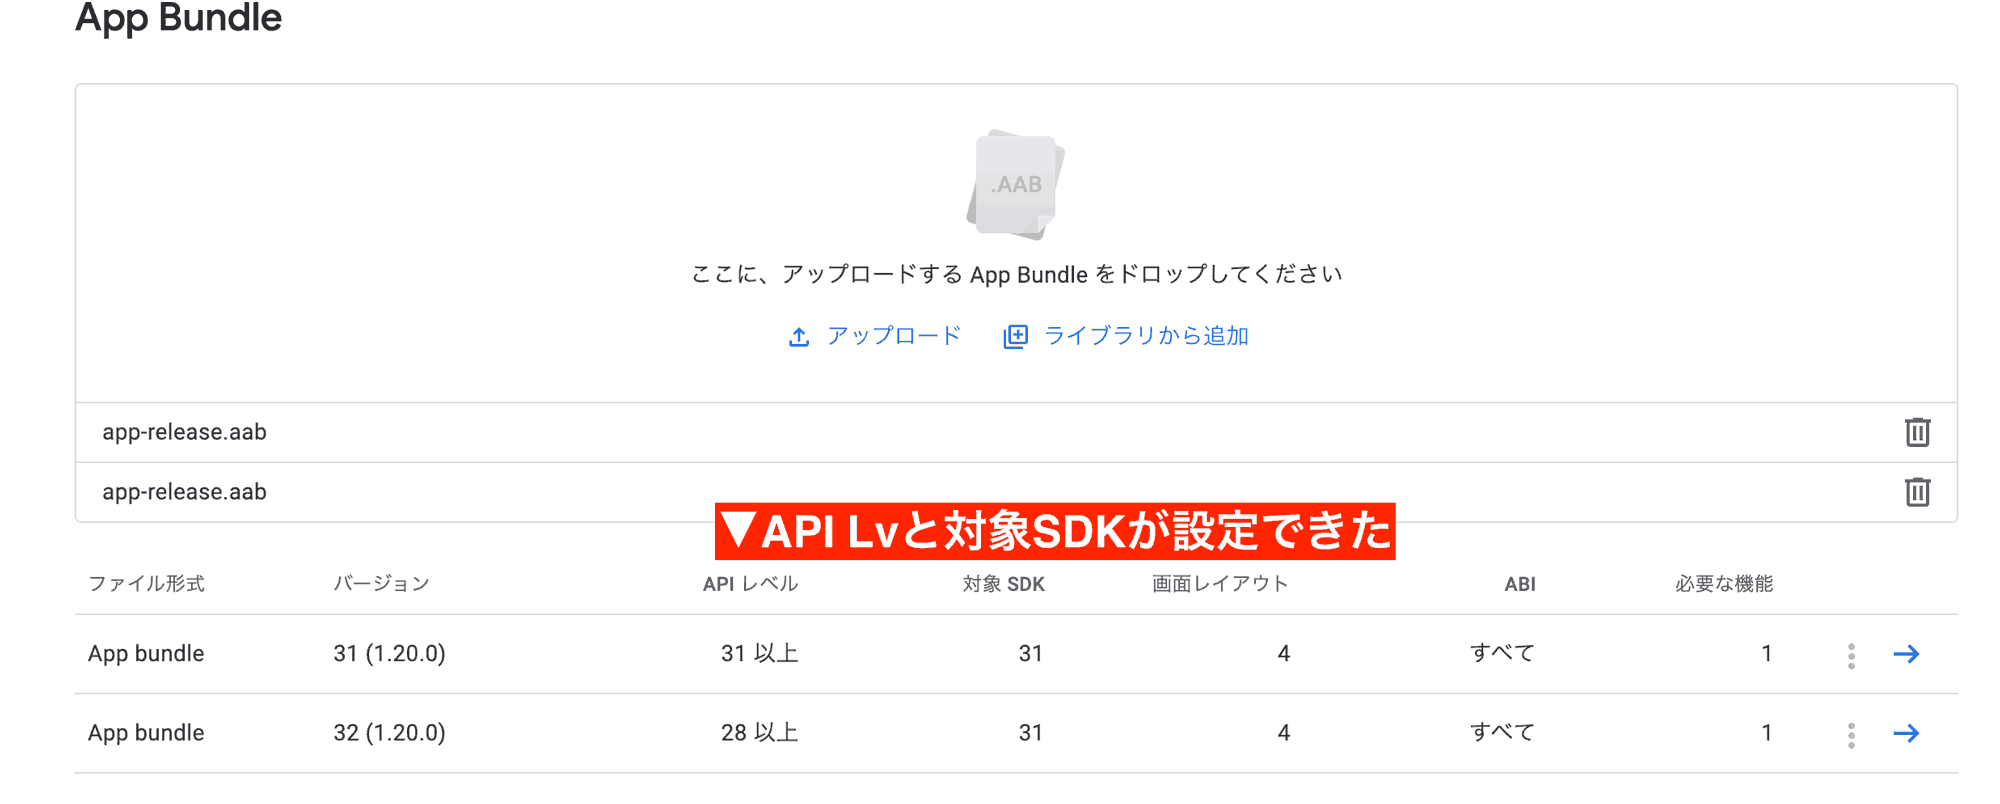 App Bundle
.AAB
ここに、アップロードする App Bundle をドロップしてください
アップロード ライブラリから追加
app-release.aab
app-release.aab
▼API Lvと対象SDKが設定できた
ファイル形式 バージョン API レベル 対象 SDK 画面レイアウト ABI 必要な機能
App bundle 31 (1.20.0) 31 以上 31 4 すべて 1
App bundle 32 (1.20.0) 28 以上 31 4 すべて 1